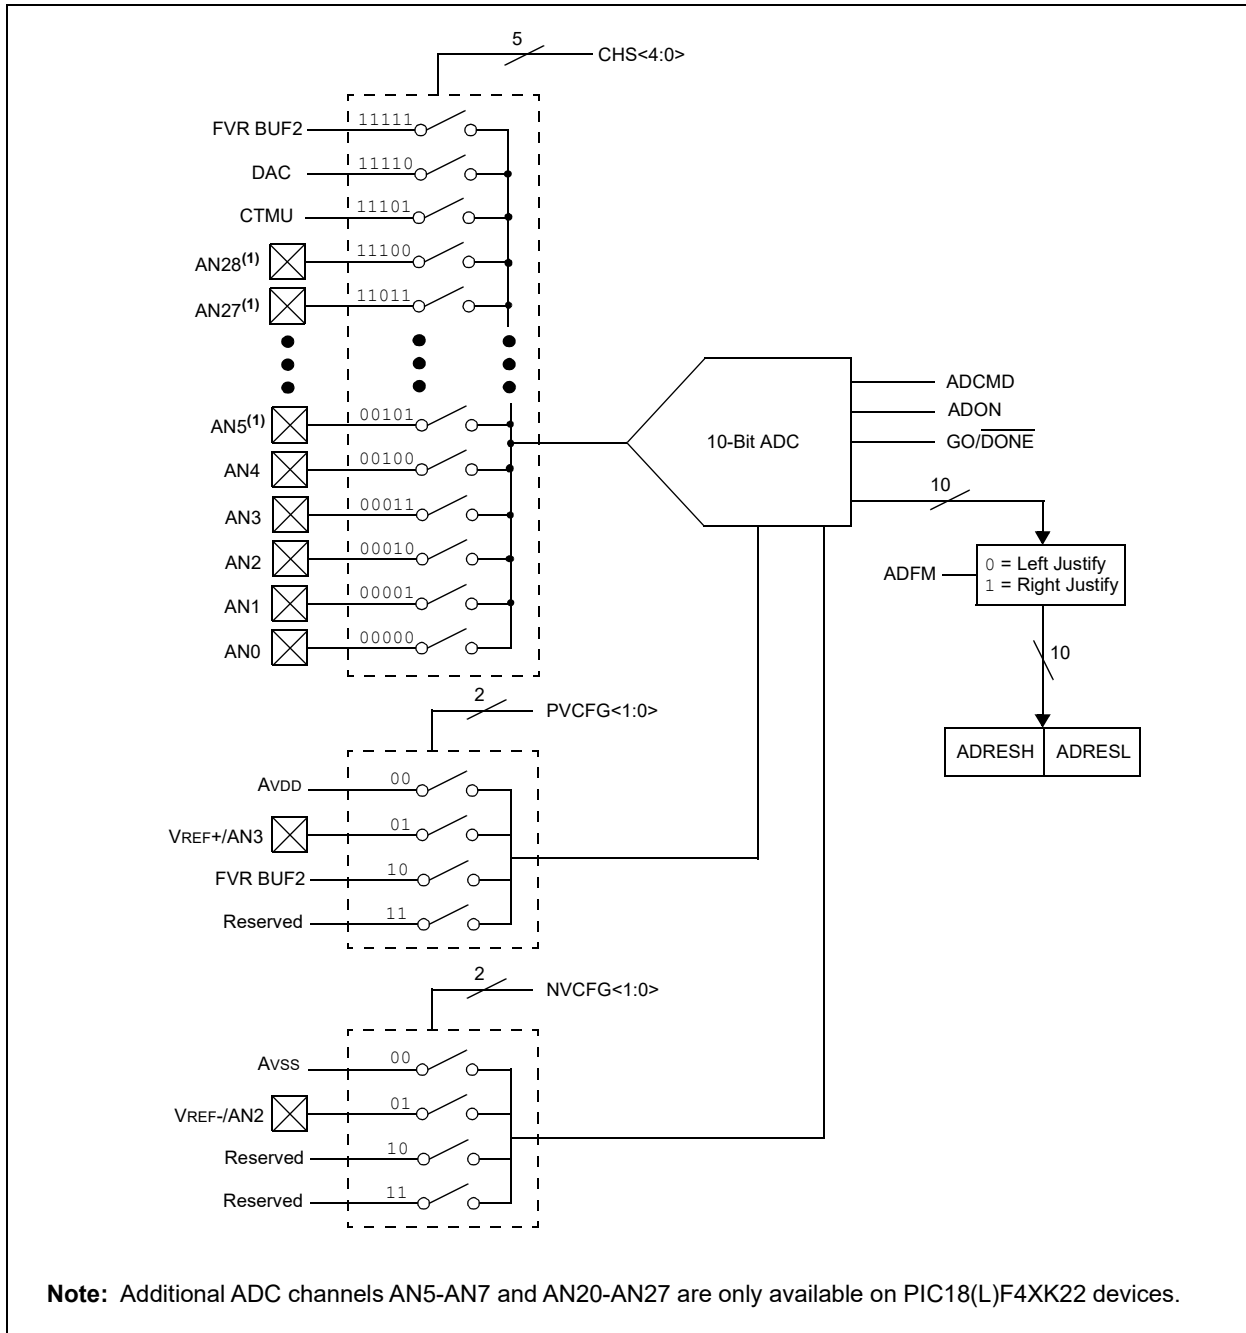 5
CHS<4:0>
FVR BUF2 11111
DAC 11110
CTMU 11101
AN28(1) 11100
AN27(1) 11011
AN5(1) 00101
AN4 00100
AN3 00011
AN2 00010
AN1 00001
AN0 00000
10-Bit ADC
ADCMD
ADON
GO/DONE
10
ADFM
0 = Left Justify
1 = Right Justify
10
ADRESH ADRESL
2
PVCFG<1:0>
AVDD 00
VREF+/AN3 01
FVR BUF2 10
Reserved 11
2
NVCFG<1:0>
AVSS 00
VREF-/AN2 01
Reserved 10
Reserved 11
Note: Additional ADC channels AN5-AN7 and AN20-AN27 are only available on PIC18(L)F4XK22 devices.